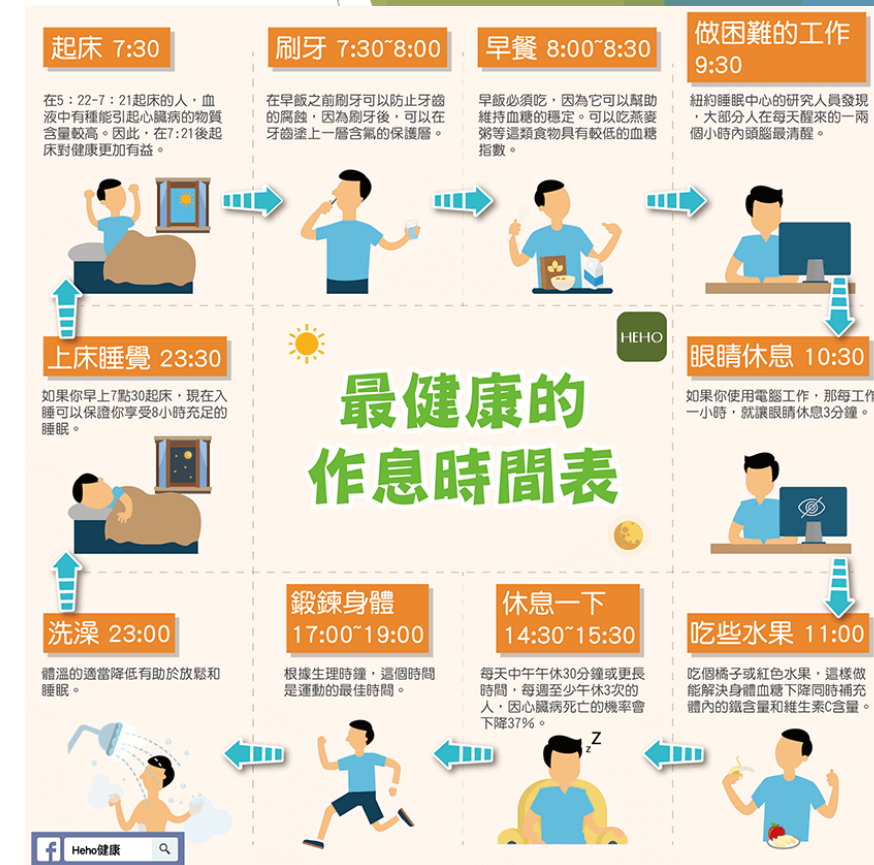 起床 7:30
在5：22-7：21起床的人，血
液中有種能引起心臟病的物質
含量較高。因此，在7:21後起
床對健康更加有益。
刷牙 7:30~8:00
在早飯之前刷牙可以防止牙齒
的腐蝕，因為刷牙後，可以在
牙齒塗上一層含氟的保護層。
早餐 8:00~8:30
早飯必須吃，因為它可以幫助
維持血糖的穩定。可以吃燕麥
粥等這類食物具有較低的血糖
指數。
做困難的工作
9:30
紐約睡眠中心的研究人員發現
，大部分人在每天醒來的一兩
個小時內頭腦最清醒。
上床睡覺 23:30
如果你早上7點30起床，現在入
睡可以保證你享受8小時充足的
睡眠。
HEHO
最健康的
作息時間表
眼睛休息 10:30
如果你使用電腦工作，那每工作
一小時，就讓眼睛休息3分鐘。
洗澡 23:00
體溫的適當降低有助於放鬆和
睡眠。
鍛鍊身體
17:00~19:00
根據生理時鐘，這個時間
是運動的最佳時間。
休息一下
14:30~15:30
每天中午午休30分鐘或更長
時間，每週至少午休3次的
人，因心臟病死亡的機率會
下降37%。
z
Z
吃些水果 11:00
吃個橘子或紅色水果，這樣做
能解決身體血糖下降同時補充
體內的鐵含量和維生素C含量。
f Heho健康